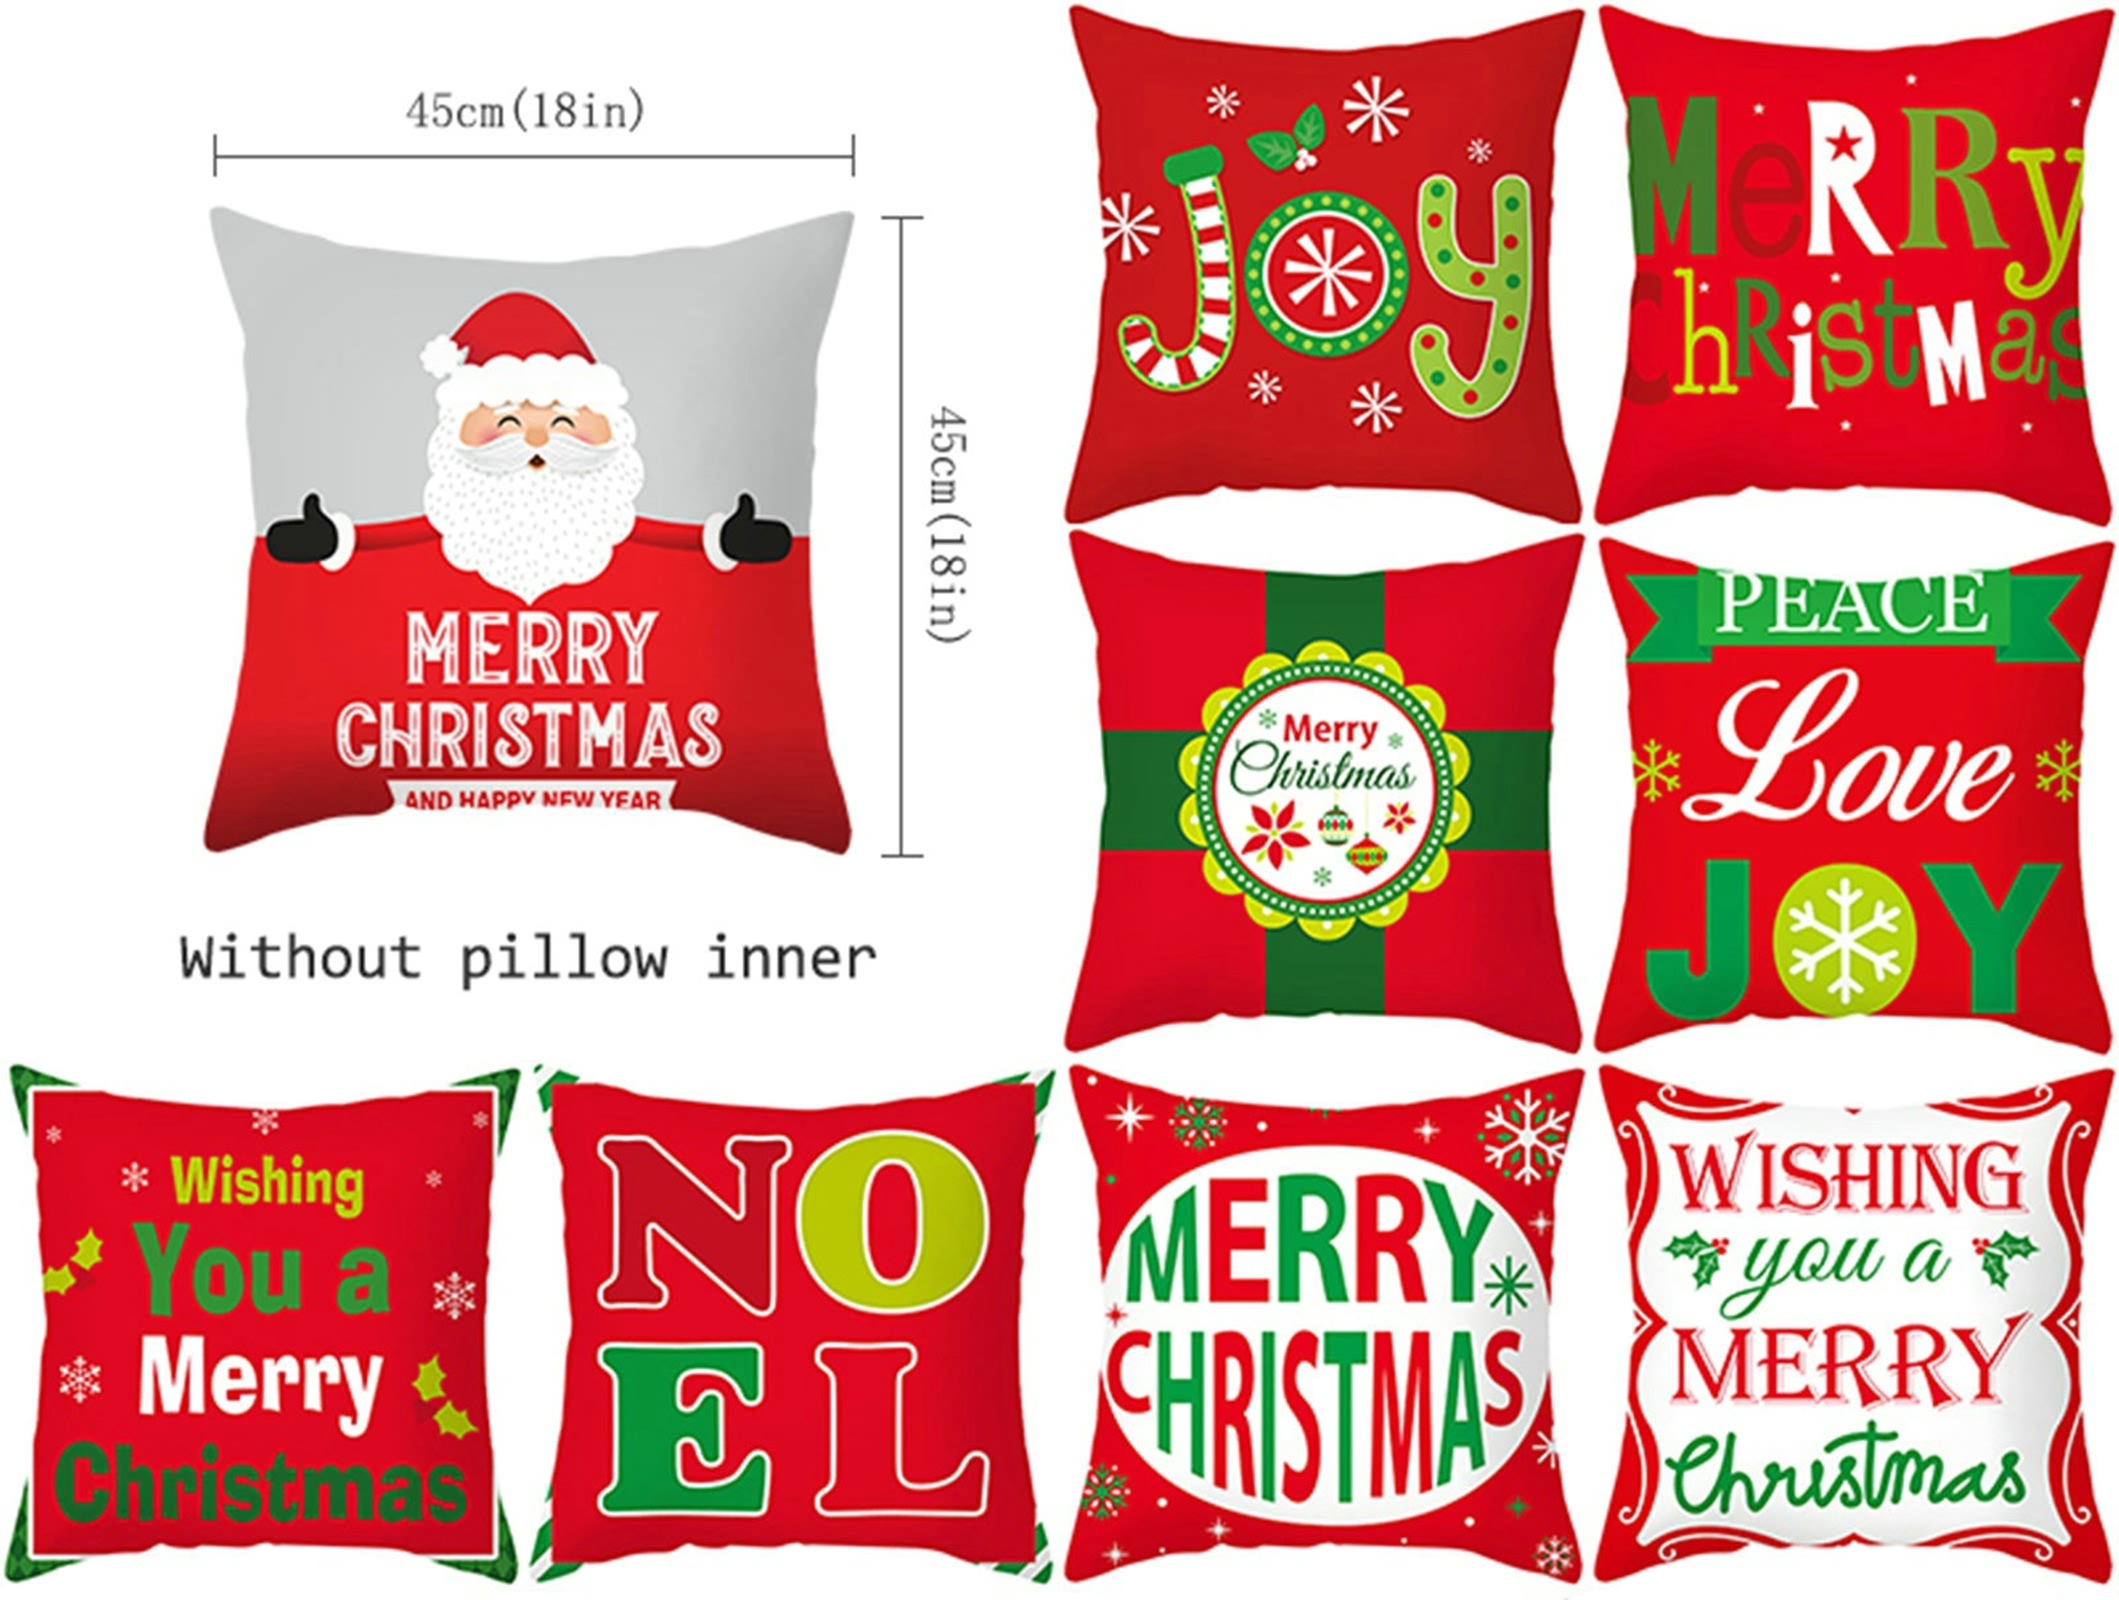 45cm(18in)
45cm(18in)
MERRY
CHRISTMAS
AND HAPPY NEW YEAR
Without pillow inner
JOY
MeRRy
chRistMas
Merry
Christmas
PEACE
Love
JOY
Wishing
You a
Merry
Christmas
NO
EL
MERRY
CHRISTMAS
WISHING
you a
MERRY
Christmas